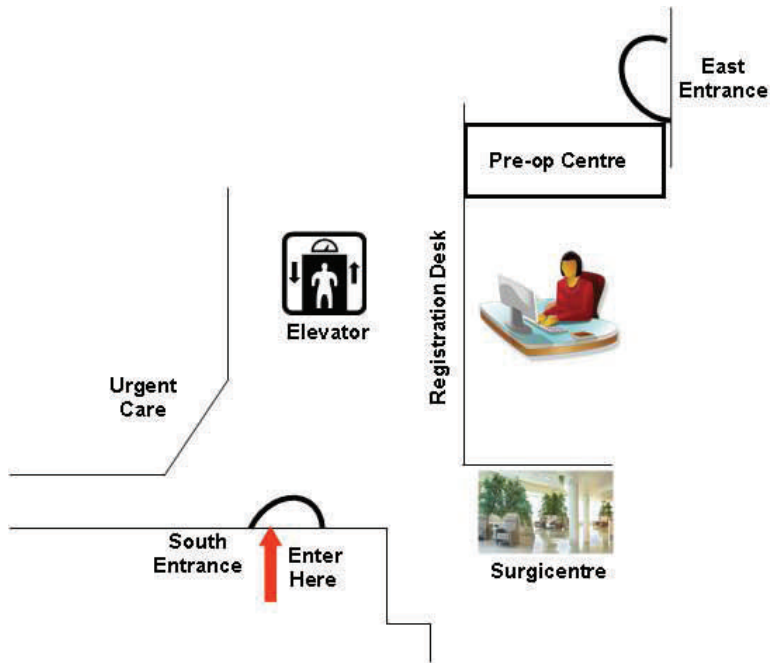 East
Entrance
Pre-op Centre
Registration Desk
Elevator
Urgent
Care
South
Entrance
Enter
Here
Surgicentre